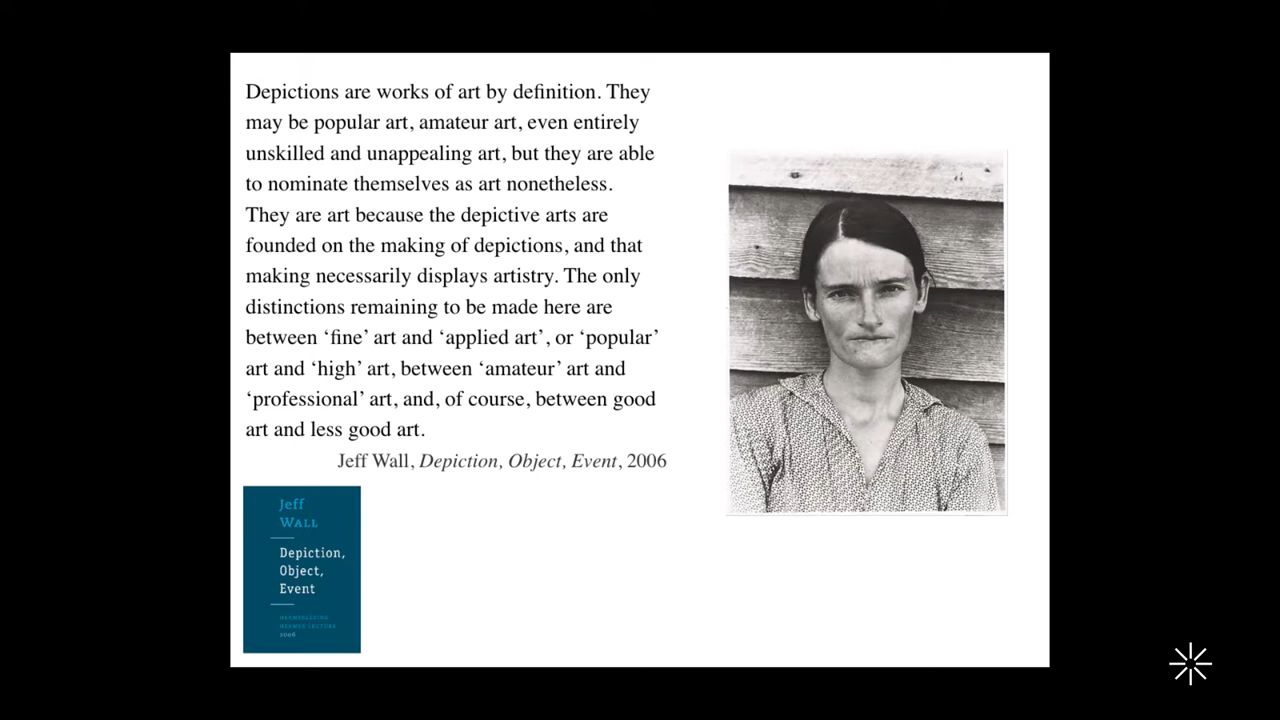 Depictions are works of art by definition. They
may be popular art, amateur art, even entirely
unskilled and unappealing art, but they are able
to nominate themselves as art nonetheless.
They are art because the depictive arts are
founded on the making of depictions, and that
making necessarily displays artistry. The only
distinctions remaining to be made here are
between ‘fine’ art and ‘applied art’, or ‘popular’
art and ‘high’ art, between ‘amateur’ art and
‘professional’ art, and, of course, between good
art and less good art.
Jeff Wall, Depiction, Object, Event, 2006
Jeff
WALL
Depiction,
Object,
Event
LECTURE
2006